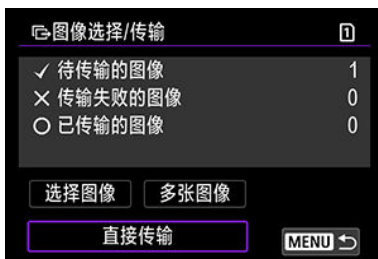 图像选择/传输 1
✓ 待传输的图像 1
✕ 传输失败的图像 0
○ 已传输的图像 0
选择图像 多张图像
直接传输 MENU